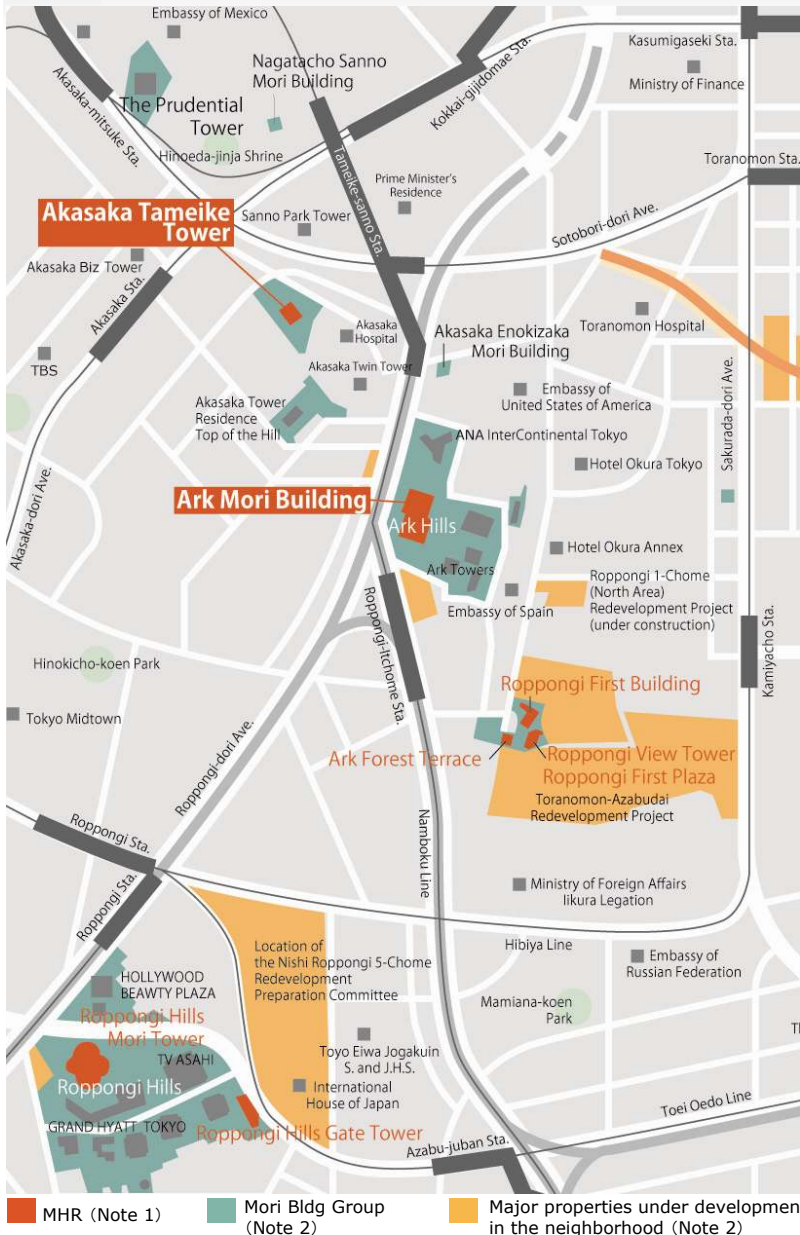 Embassy of Mexico
Kasumigaseki Sta.
Nagatacho Sanno
Mori Building
Ministry of Finance
Akasaka-mitsuke Sta.
The Prudential
Tower
Kokkai-gijidomae Sta.
Hinoeda-jinja Shrine
Toranomon Sta.
Tameike-sanno Sta.
Prime Minister's
Residence
Akasaka Tameike
Tower
Sanno Park Tower
Sotobori-dori Ave.
Akasaka Biz Tower
Akasaka Sta.
Akasaka
Hospital
Akasaka Enokizaka
Mori Building
Toranomon Hospital
TBS
Akasaka Twin Tower
Akasaka Tower
Residence
Top of the Hill
Embassy of
United States of America
Sakurada-dori Ave.
ANA InterContinental Tokyo
Hotel Okura Tokyo
Akasaka-dori Ave.
Ark Mori Building
Ark Hills
Hotel Okura Annex
Ark Towers
Roppongi 1-Chome
(North Area)
Redevelopment Project
(under construction)
Embassy of Spain
Roppongi-Itchome Sta.
Kamiyacho Sta.
Hinokicho-koen Park
Roppongi First Building
Tokyo Midtown
Roppongi-dori Ave.
Ark Forest Terrace
Roppongi View Tower
Roppongi First Plaza
Toranomon-Azabudai
Redevelopment Project
Roppongi Sta.
Namboku Line
Roppongi Sta.
Ministry of Foreign Affairs
Iikura Legation
Hibiya Line
Location of
the Nishi Roppongi 5-Chome
Redevelopment
Preparation Committee
Embassy of
Russian Federation
HOLLYWOOD
BEAWTY PLAZA
Mamiana-koen
Park
Roppongi Hills
Mori Tower
TV ASAHI
Toyo Eiwa Jogakuin
S. and J.H.S.
Roppongi Hills
International
House of Japan
Toei Oedo Line
GRAND HYATT TOKYO
Roppongi Hills Gate Tower
Azabu-juban Sta.
MHR (Note 1)
Mori Bldg Group
(Note 2)
Major properties under developmen
in the neighborhood (Note 2)